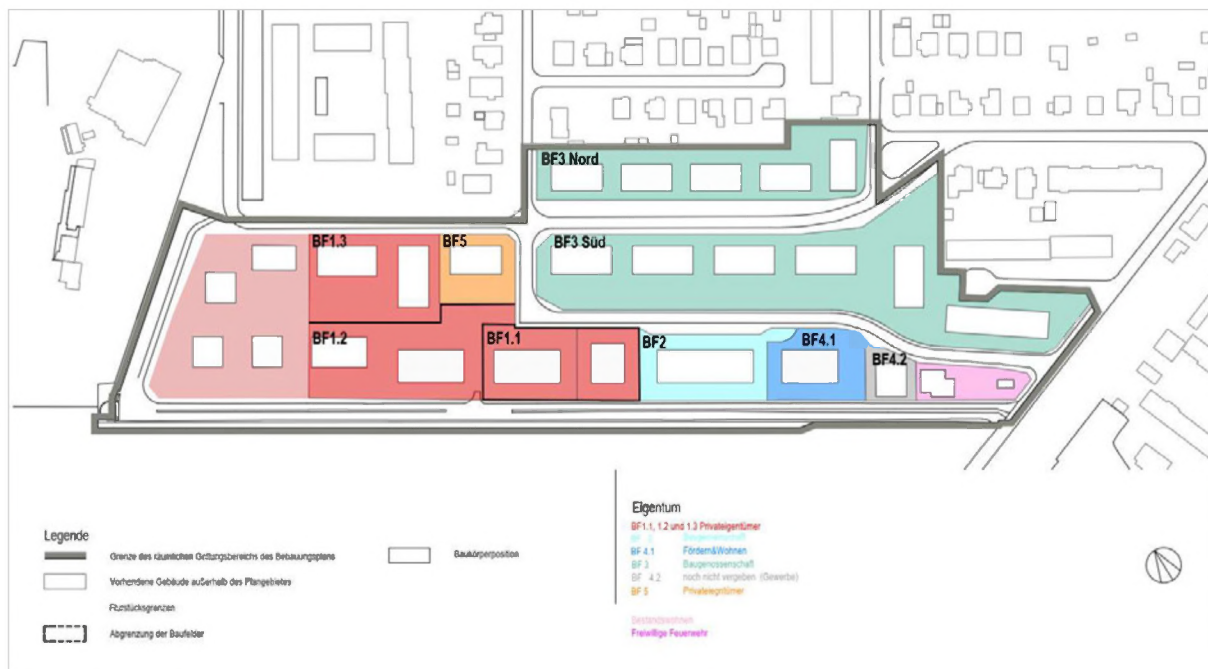 BF3 Nord
BF1.3
BF5
BF3 Süd
BF1.2
BF1.1
BF2
BF4.1
BF4.2
Legende
Grenze des räumlichen Geltungsbereichs des Bebauungsplans
Baukörperposition
Vorhandene Gebäude außerhalb des Plangebietes
Flurstücksgrenzen
Abgrenzung der Baufelder
Eigentum
BF1.1, 1.2 und 1.3 Privateigentümer
BF 2
BF 4.1 Fördern&Wohnen
BF 3 Baugenossenschaft
BF 4.2 noch nicht vergeben (Gewerbe)
BF 5 Privateigentümer
Bestandswohnen
Freiwillige Feuerwehr